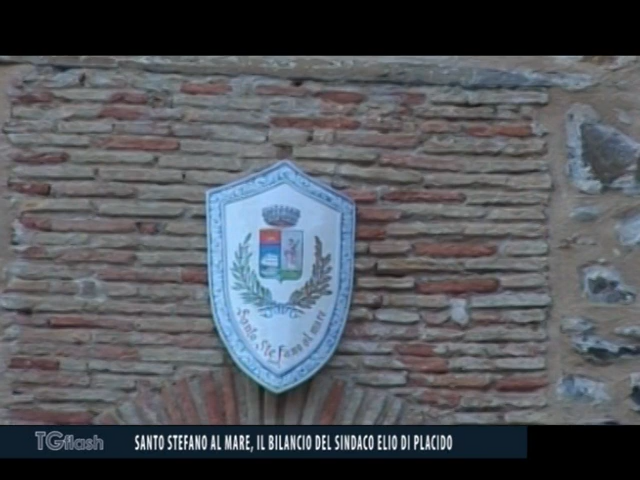 Santo Stefano al mare
TGflash
SANTO STEFANO AL MARE, IL BILANCIO DEL SINDACO ELIO DI PLACIDO